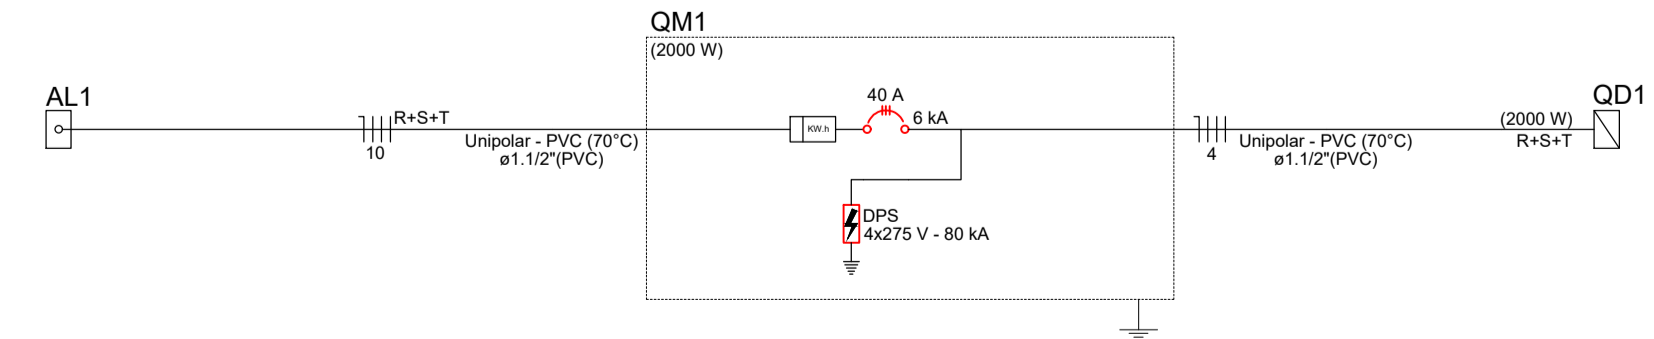 QM1
(2000 W)
AL1
R+S+T
10
Unipolar - PVC (70°C)
ø1.1/2"(PVC)
KW.h
40 A
6 kA
DPS
4x275 V - 80 kA
4
Unipolar - PVC (70°C)
ø1.1/2"(PVC)
QD1
(2000 W)
R+S+T